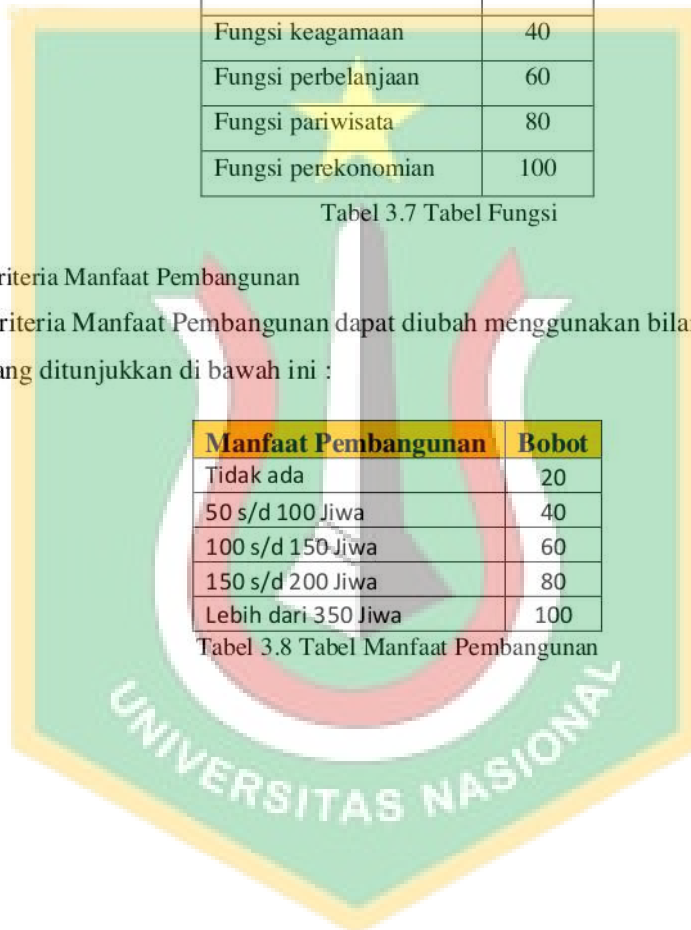 Fungsi keagamaan 40
Fungsi perbelanjaan 60
Fungsi pariwisata 80
Fungsi perekonomian 100
Tabel 3.7 Tabel Fungsi
riteria Manfaat Pembangunan
riteria Manfaat Pembangunan dapat diubah menggunakan bila
ang ditunjukkan di bawah ini :
Manfaat Pembangunan Bobot
Tidak ada 20
50 s/d 100 Jiwa 40
100 s/d 150 Jiwa 60
150 s/d 200 Jiwa 80
Lebih dari 350 Jiwa 100
Tabel 3.8 Tabel Manfaat Pembangunan
UNIVERSITAS NASIONAL